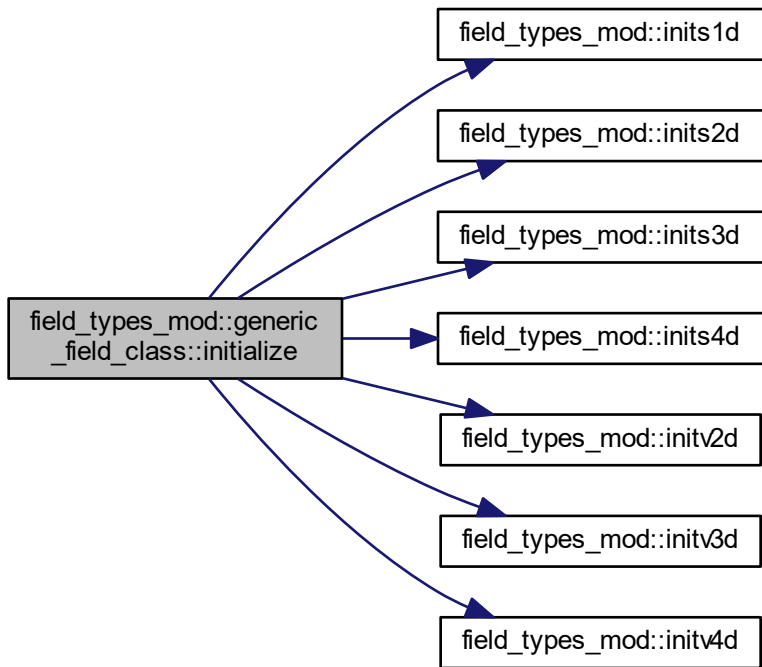 field_types_mod::inits1d
field_types_mod::inits2d
field_types_mod::inits3d
field_types_mod::generic
_field_class::initialize
field_types_mod::inits4d
field_types_mod::initv2d
field_types_mod::initv3d
field_types_mod::initv4d